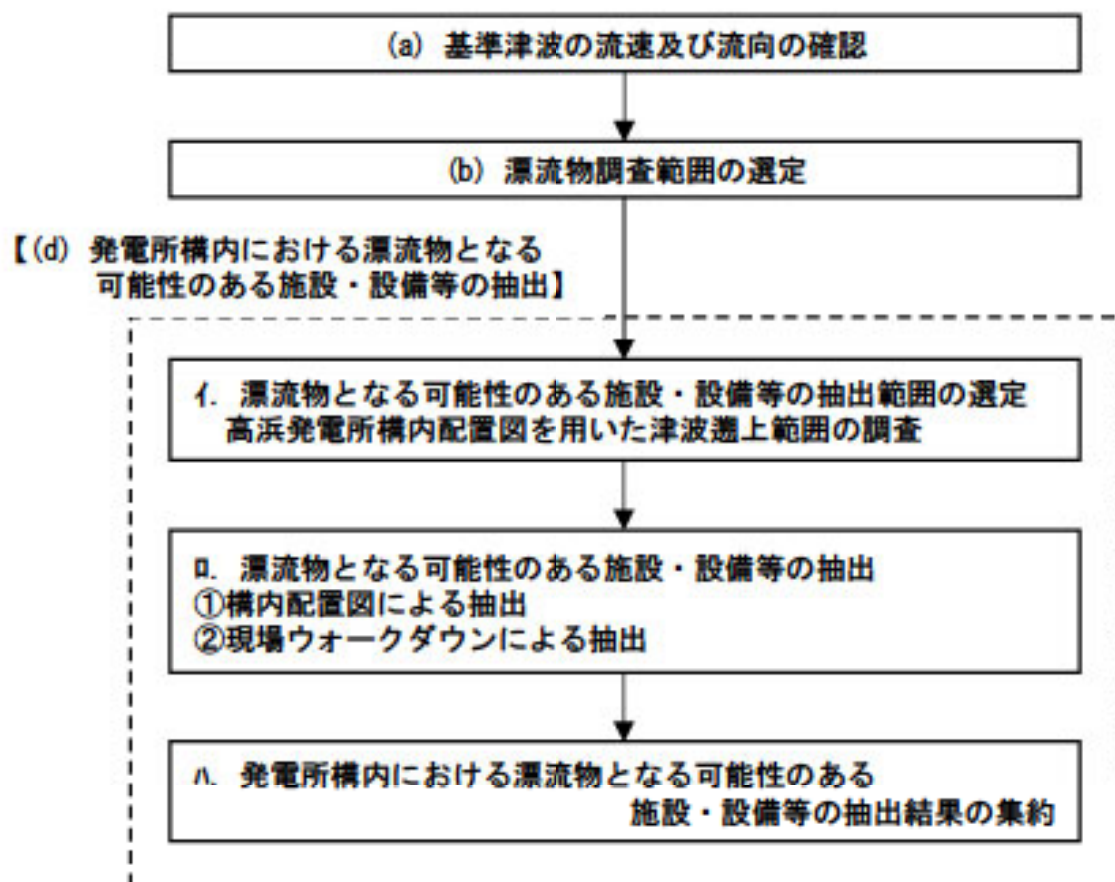 (a) 基準津波の流速及び流向の確認
(b) 漂流物調査範囲の選定
【(d) 発電所構内における漂流物となる
可能性のある施設・設備等の抽出】
ｲ. 漂流物となる可能性のある施設・設備等の抽出範囲の選定
高浜発電所構内配置図を用いた津波遡上範囲の調査
ﾛ. 漂流物となる可能性のある施設・設備等の抽出
①構内配置図による抽出
②現場ウォークダウンによる抽出
ﾊ. 発電所構内における漂流物となる可能性のある
施設・設備等の抽出結果の集約